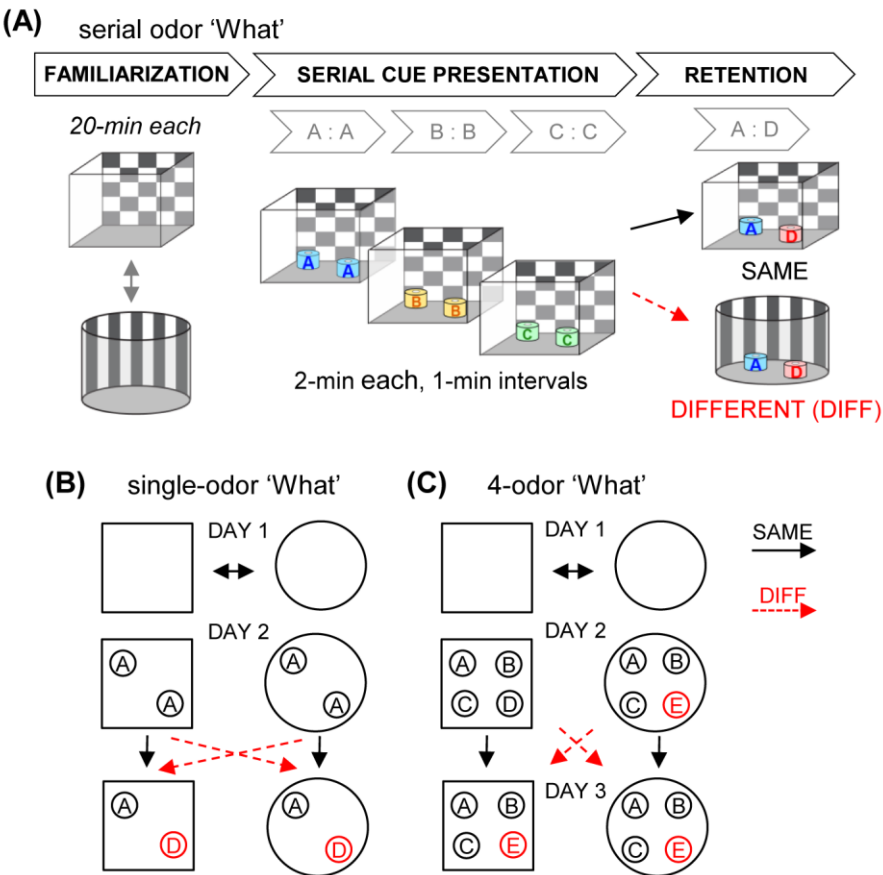 (A) serial odor ‘What’
FAMILIARIZATION SERIAL CUE PRESENTATION RETENTION
20-min each A : A B : B C : C A : D
A A
B B
C C
A D
SAME
A D
2-min each, 1-min intervals
DIFFERENT (DIFF)
(B) single-odor ‘What’ (C) 4-odor ‘What’
DAY 1 DAY 1 SAME
DIFF
DAY 2 DAY 2
A A A B A B
A A C D C E
DAY 3
A A A B A B
D D C E C E